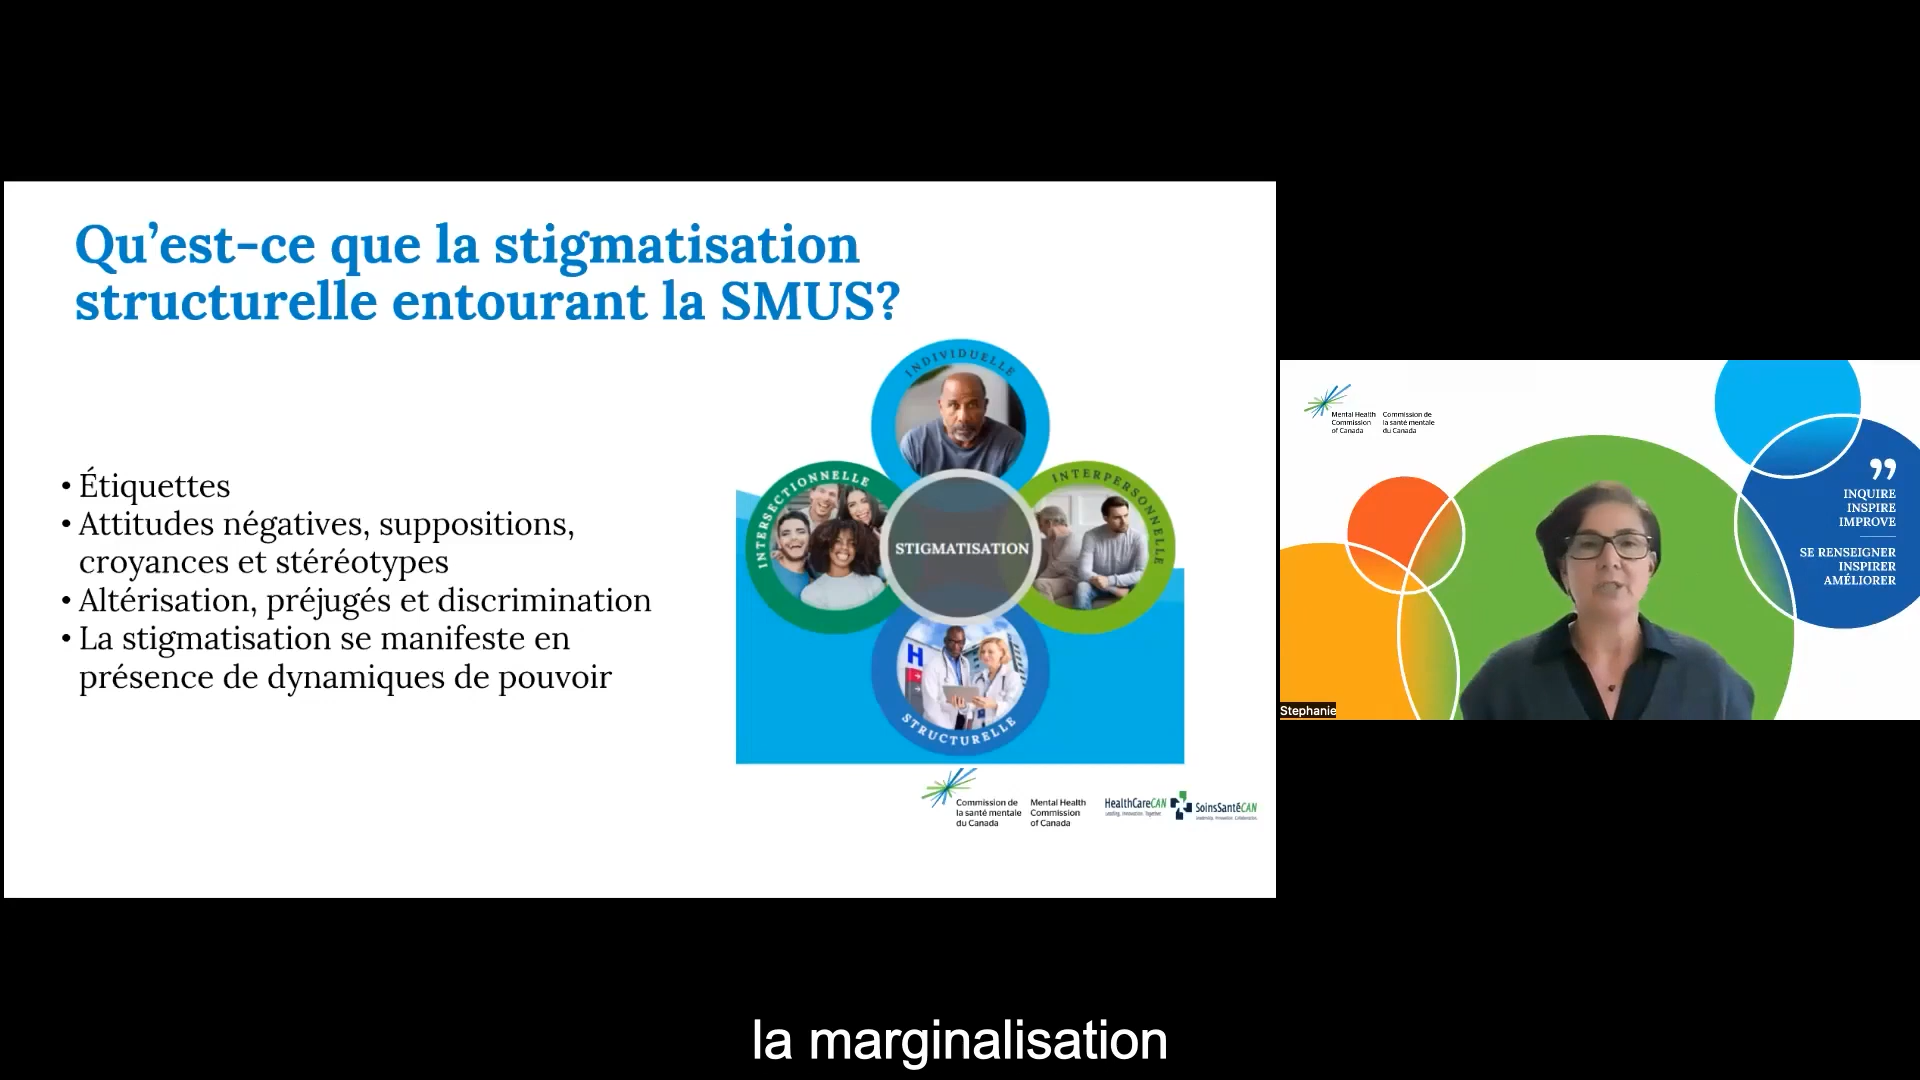 Qu’est-ce que la stigmatisation
structurelle entourant la SMUS?
• Étiquettes
• Attitudes négatives, suppositions,
croyances et stéréotypes
• Altérisation, préjugés et discrimination
• La stigmatisation se manifeste en
présence de dynamiques de pouvoir
INDIVIDUELLE
INTERSECTIONNELLE
STIGMATISATION
INTERPERSONNELLE
H
STRUCTURELLE
Commission de
la santé mentale
du Canada
Mental Health
Commission
of Canada
HealthCareCAN
Leading. Innovation. Together.
SoinsSantéCAN
Mental Health
Commission
of Canada
Commission de
la santé mentale
du Canada
INQUIRE
INSPIRE
IMPROVE
SE RENSEIGNER
INSPIRER
AMÉLIORER
Stephanie
la marginalisation